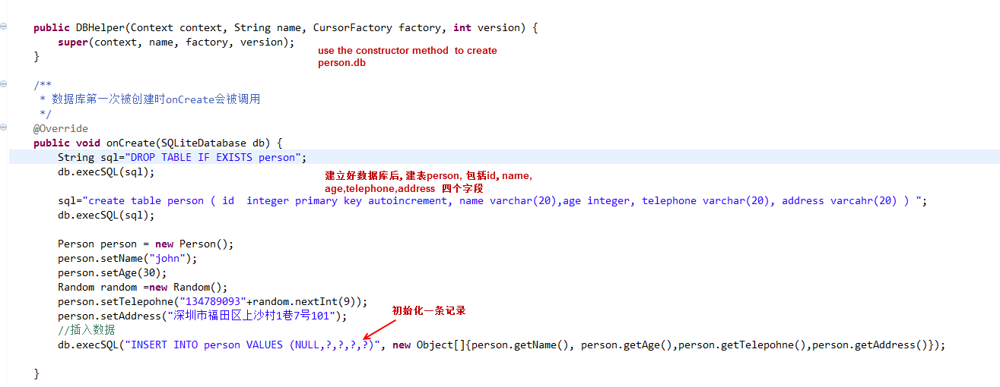 public DBHelper(Context context, String name, CursorFactory factory, int version) {
super(context, name, factory, version);
use the constructor method to create
person.db
}
/**
* 数据库第一次被创建时onCreate会被调用
*/
@Override
public void onCreate(SQLiteDatabase db) {
String sql="DROP TABLE IF EXISTS person";
db.execSQL(sql);
建立好数据库后, 建表person, 包括id, name,
age,telephone,address 四个字段
sql="create table person ( id  integer primary key autoincrement, name varchar(20),age integer, telephone varchar(20), address varcahr(20) ) ";
db.execSQL(sql);
Person person = new Person();
person.setName("john");
person.setAge(30);
Random random =new Random();
person.setTelepohne("134789093"+random.nextInt(9));
person.setAddress("深圳市福田区上沙村1巷7号101");
初始化一条记录
//插入数据
db.execSQL("INSERT INTO person VALUES (NULL,?,?,?,?)", new Object[]{person.getName(), person.getAge(),person.getTelepohne(),person.getAddress()});
}